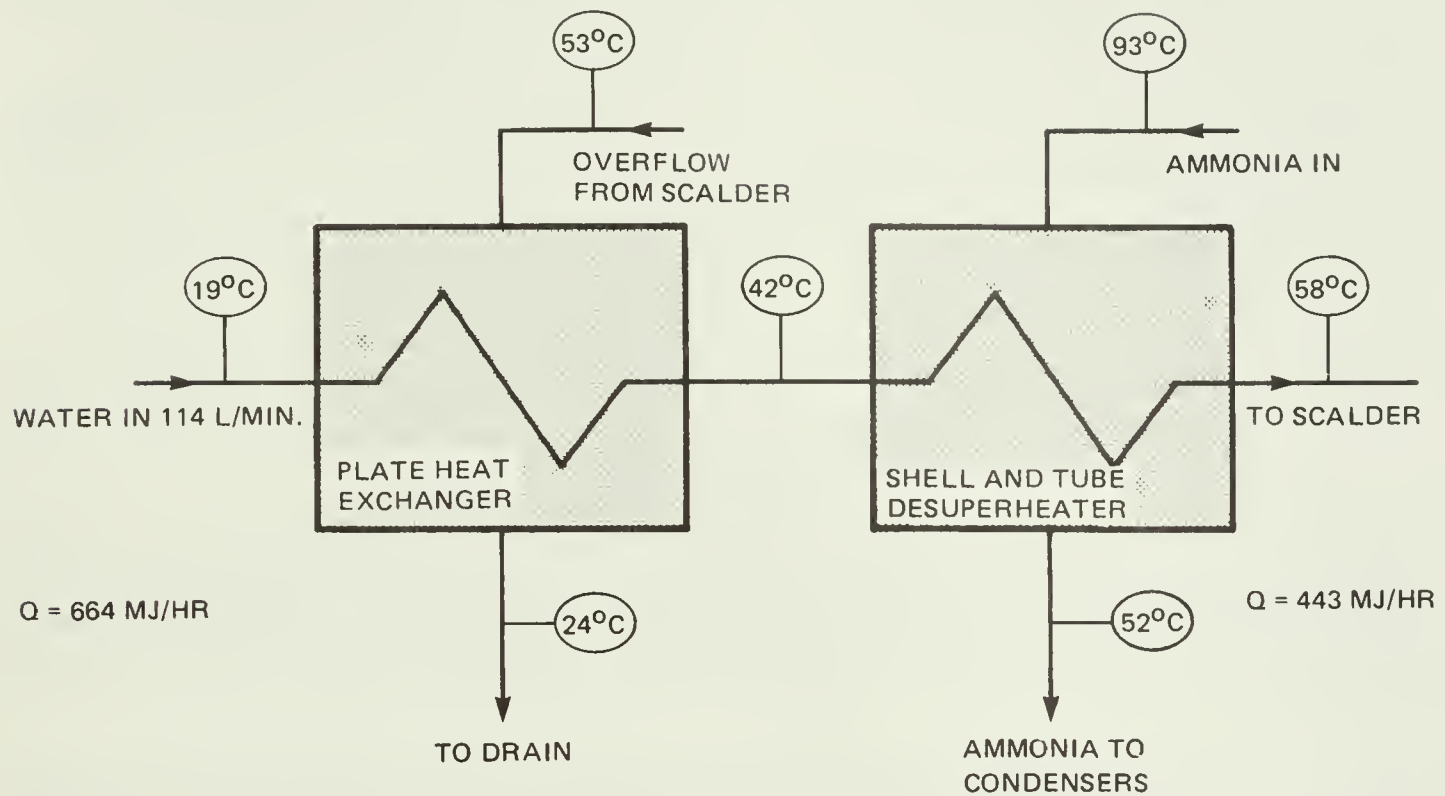 53°C
93°C
OVERFLOW
FROM SCALDER
AMMONIA IN
19°C
42°C
58°C
WATER IN 114 L/MIN.
TO SCALDER
PLATE HEAT
EXCHANGER
SHELL AND TUBE
DESUPERHEATER
Q = 664 MJ/HR
24°C
52°C
Q = 443 MJ/HR
TO DRAIN
AMMONIA TO
CONDENSERS